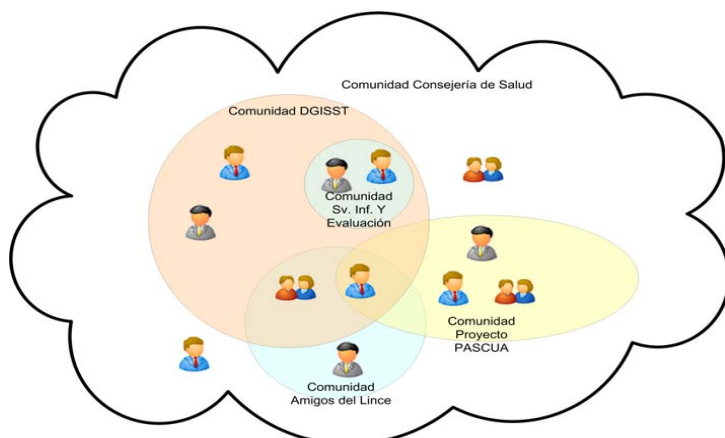 Comunidad Consejería de Salud
Comunidad DGISST
Comunidad
Sv. Inf. Y
Evaluación
Comunidad
Proyecto
PASCUA
Comunidad
Amigos del Lince